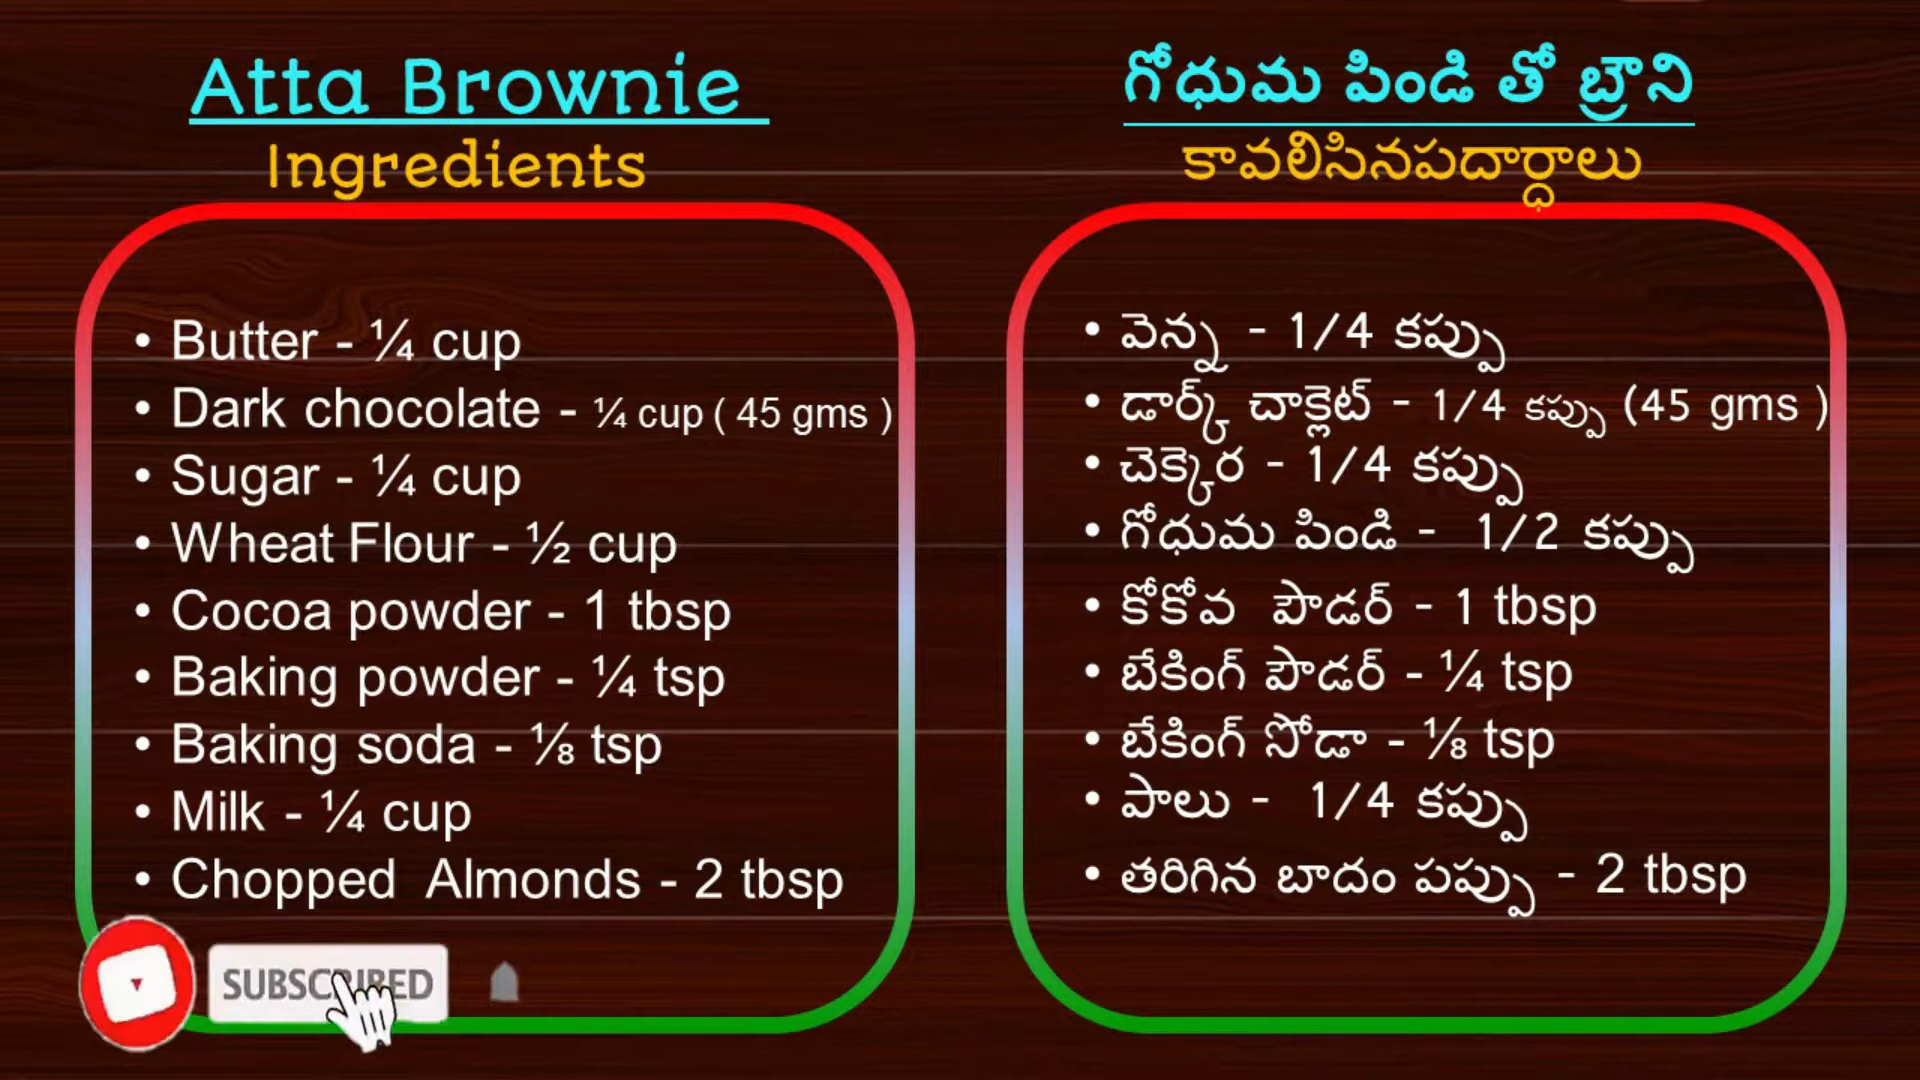 Atta Brownie
Ingredients
• Butter - ¼ cup
• Dark chocolate - ¼ cup ( 45 gms )
• Sugar - ¼ cup
• Wheat Flour - ½ cup
• Cocoa powder - 1 tbsp
• Baking powder - ¼ tsp
• Baking soda - ⅛ tsp
• Milk - ¼ cup
• Chopped Almonds - 2 tbsp
SUBSCRIBED
గోధుమ పిండి తో బ్రౌని
కావలిసినపదార్ధాలు
• వెన్న - 1/4 కప్పు
• డార్క్ చాక్లెట్ - 1/4 కప్పు (45 gms )
• చెక్కెర - 1/4 కప్పు
• గోధుమ పిండి - 1/2 కప్పు
• కోకోవ పౌడర్ - 1 tbsp
• బేకింగ్ పౌడర్ - ¼ tsp
• బేకింగ్ సోడా - ⅛ tsp
• పాలు - 1/4 కప్పు
• తరిగిన బాదం పప్పు - 2 tbsp